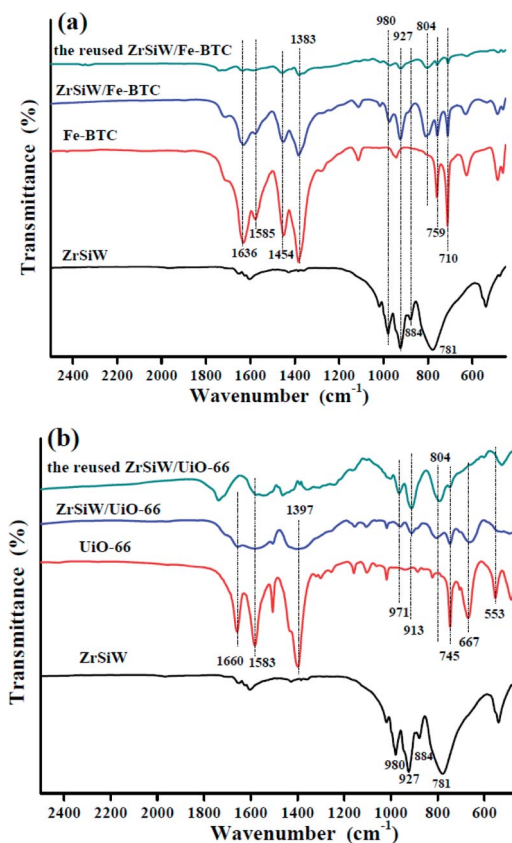 (a)
1383
980
927
804
the reused ZrSiW/Fe-BTC
ZrSiW/Fe-BTC
Fe-BTC
ZrSiW
1636
1585
1454
884
781
759
710
Transmittance (%)
2400 2200 2000 1800 1600 1400 1200 1000 800 600
Wavenumber (cm-1)
(b)
the reused ZrSiW/UiO-66
804
ZrSiW/UiO-66
1397
UiO-66
ZrSiW
1660
1583
971
913
745
667
553
980
927
884
781
Transmittance (%)
2400 2200 2000 1800 1600 1400 1200 1000 800 600
Wavenumber (cm-1)